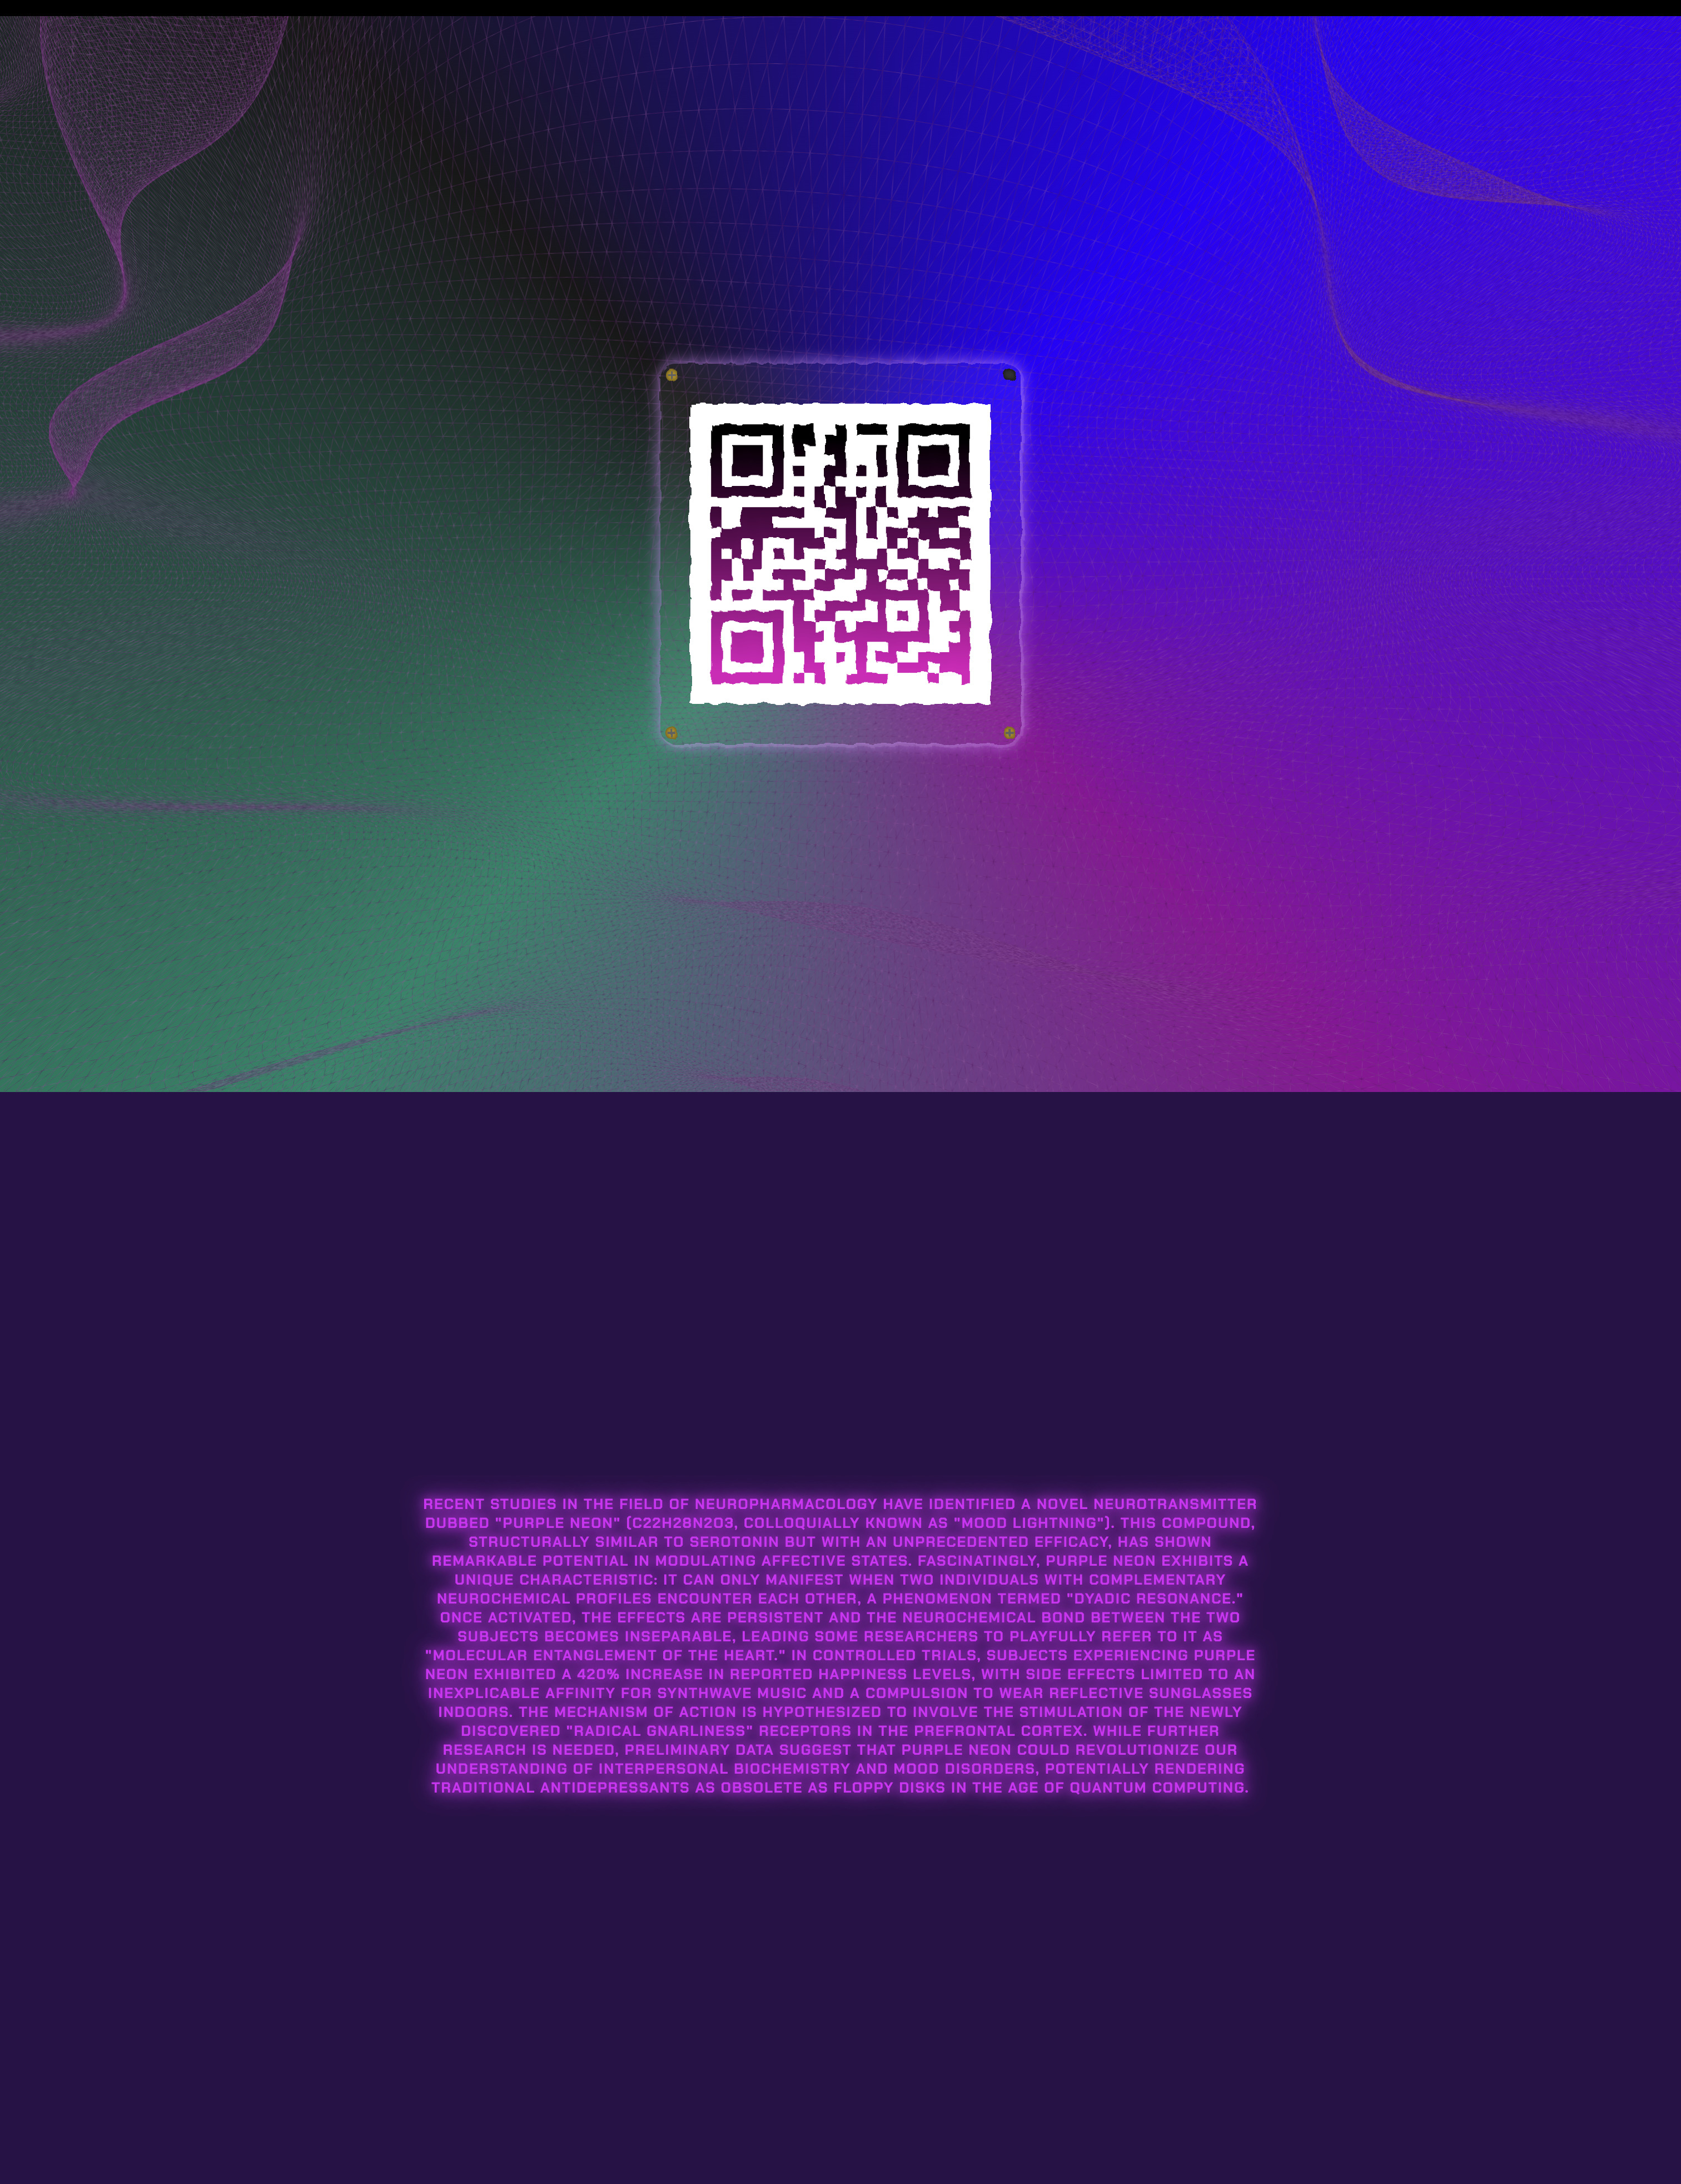 RECENT STUDIES IN THE FIELD OF NEUROPHARMACOLOGY HAVE IDENTIFIED A NOVEL NEUROTRANSMITTER
DUBBED "PURPLE NEON" (C22H28N2O3, COLLOQUIALLY KNOWN AS "MOOD LIGHTNING"). THIS COMPOUND,
STRUCTURALLY SIMILAR TO SEROTONIN BUT WITH AN UNPRECEDENTED EFFICACY, HAS SHOWN
REMARKABLE POTENTIAL IN MODULATING AFFECTIVE STATES. FASCINATINGLY, PURPLE NEON EXHIBITS A
UNIQUE CHARACTERISTIC: IT CAN ONLY MANIFEST WHEN TWO INDIVIDUALS WITH COMPLEMENTARY
NEUROCHEMICAL PROFILES ENCOUNTER EACH OTHER, A PHENOMENON TERMED "DYADIC RESONANCE."
ONCE ACTIVATED, THE EFFECTS ARE PERSISTENT AND THE NEUROCHEMICAL BOND BETWEEN THE TWO
SUBJECTS BECOMES INSEPARABLE, LEADING SOME RESEARCHERS TO PLAYFULLY REFER TO IT AS
"MOLECULAR ENTANGLEMENT OF THE HEART." IN CONTROLLED TRIALS, SUBJECTS EXPERIENCING PURPLE
NEON EXHIBITED A 420% INCREASE IN REPORTED HAPPINESS LEVELS, WITH SIDE EFFECTS LIMITED TO AN
INEXPLICABLE AFFINITY FOR SYNTHWAVE MUSIC AND A COMPULSION TO WEAR REFLECTIVE SUNGLASSES
INDOORS. THE MECHANISM OF ACTION IS HYPOTHESIZED TO INVOLVE THE STIMULATION OF THE NEWLY
DISCOVERED "RADICAL GNARLINESS" RECEPTORS IN THE PREFRONTAL CORTEX. WHILE FURTHER
RESEARCH IS NEEDED, PRELIMINARY DATA SUGGEST THAT PURPLE NEON COULD REVOLUTIONIZE OUR
UNDERSTANDING OF INTERPERSONAL BIOCHEMISTRY AND MOOD DISORDERS, POTENTIALLY RENDERING
TRADITIONAL ANTIDEPRESSANTS AS OBSOLETE AS FLOPPY DISKS IN THE AGE OF QUANTUM COMPUTING.